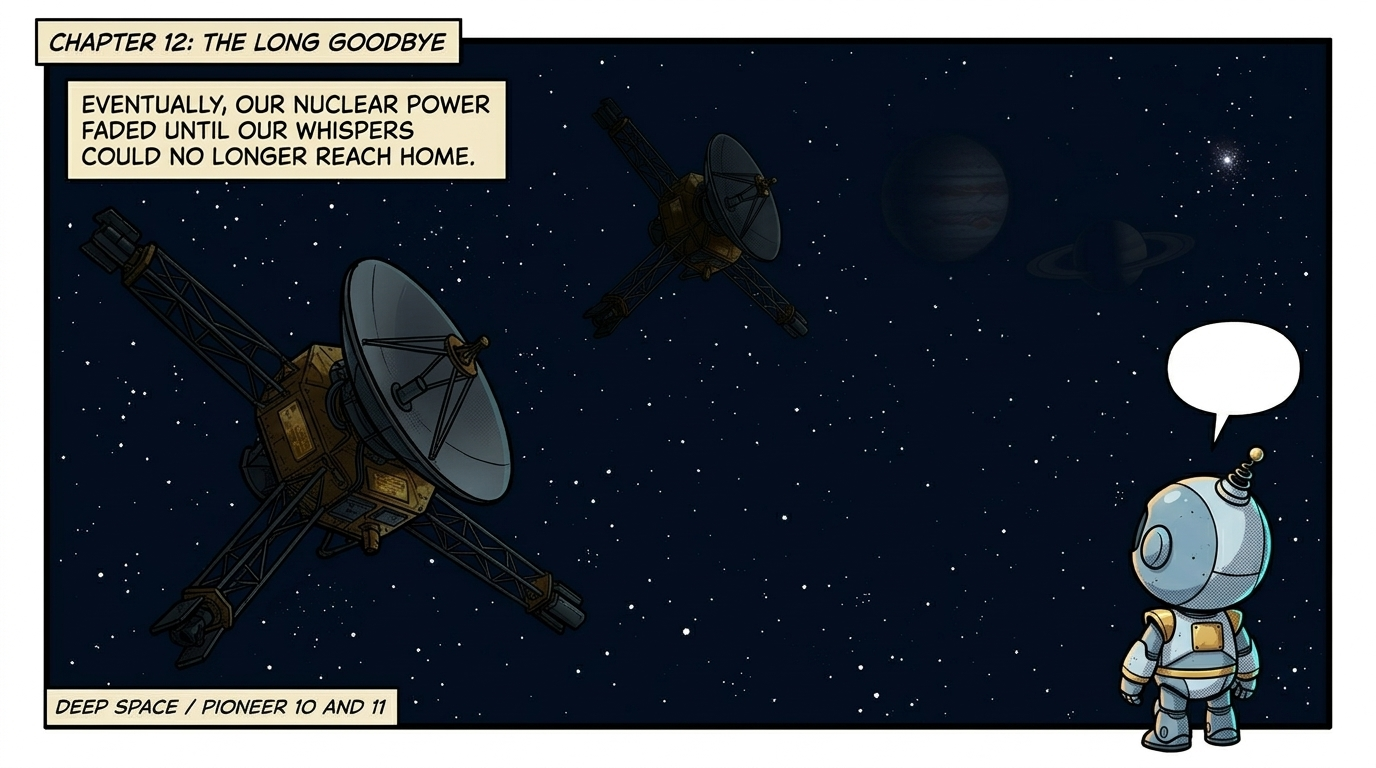 CHAPTER 12: THE LONG GOODBYE
EVENTUALLY, OUR NUCLEAR POWER
FADED UNTIL OUR WHISPERS
COULD NO LONGER REACH HOME.
DEEP SPACE / PIONEER 10 AND 11